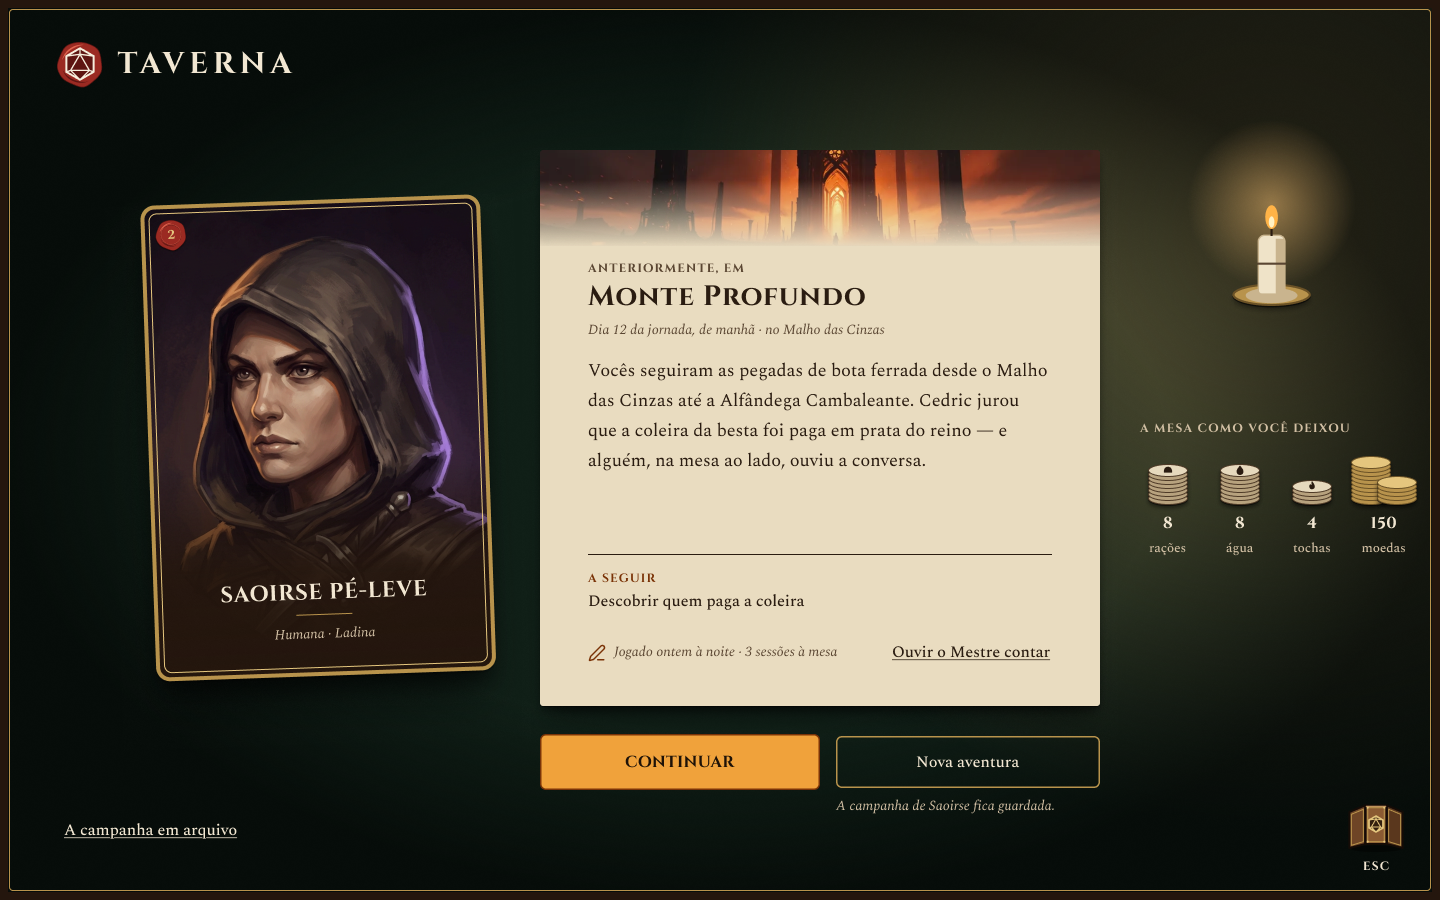 TAVERNA
2
SAOIRSE PÉ-LEVE
Humana · Ladina
ANTERIORMENTE, EM
MONTE PROFUNDO
Dia 12 da jornada, de manhã · no Malho das Cinzas
Vocês seguiram as pegadas de bota ferrada desde o Malho
das Cinzas até a Alfândega Cambaleante. Cedric jurou
que a coleira da besta foi paga em prata do reino — e
alguém, na mesa ao lado, ouviu a conversa.
A SEGUIR
Descobrir quem paga a coleira
Jogado ontem à noite · 3 sessões à mesa
Ouvir o Mestre contar
CONTINUAR
Nova aventura
A campanha de Saoirse fica guardada.
A MESA COMO VOCÊ DEIXOU
8 8 4 150
rações água tochas moedas
A campanha em arquivo
ESC